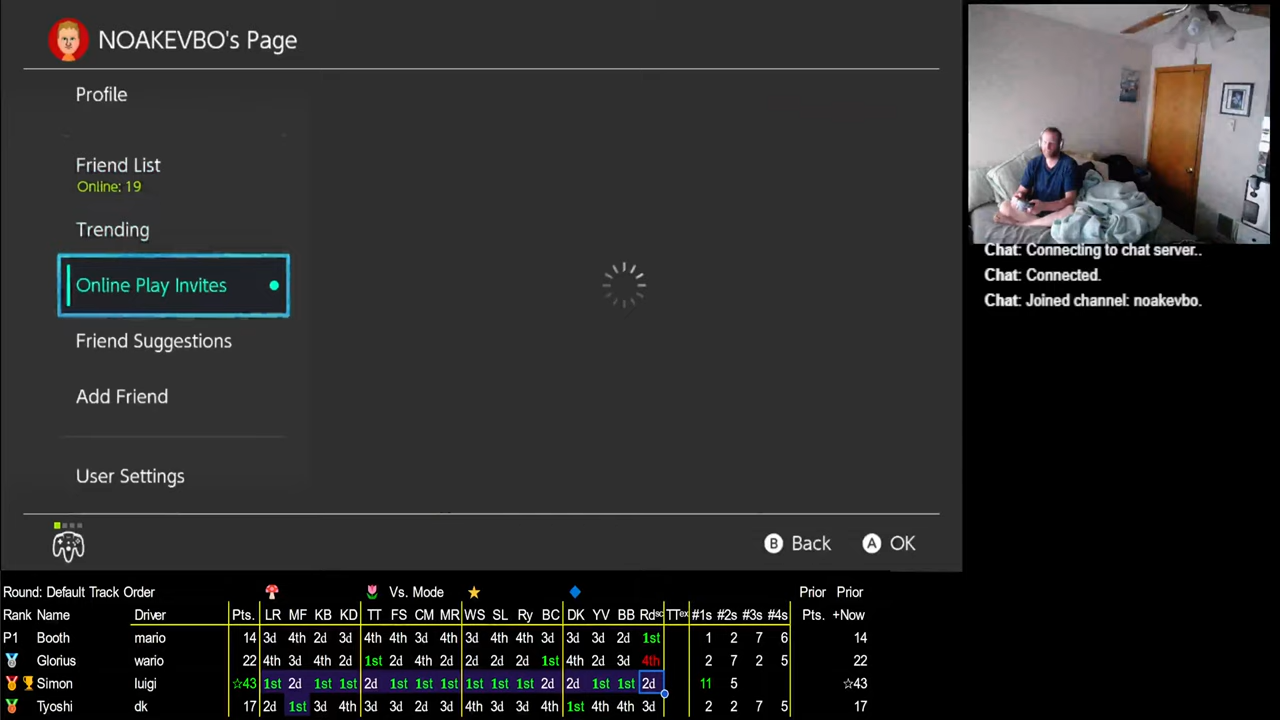 NOAKEVBO's Page
Profile
Friend List
Online: 19
Trending
Online Play Invites
Friend Suggestions
Add Friend
User Settings
B Back A OK
Chat: Connecting to chat server..
Chat: Connected.
Chat: Joined channel: noakevbo.
Round: Default Track Order Vs. Mode Prior Prior
Rank Name Driver Pts. LR MF KB KD TT FS CM MR WS SL Ry BC DK YV BB Rdˢᶜ TTᵉˣ #1s #2s #3s #4s Pts. +Now
P1 Booth mario 14 3d 4th 2d 3d 4th 4th 3d 4th 3d 4th 4th 3d 3d 3d 2d 1st 1 2 7 6 14
Glorius wario 22 4th 3d 4th 2d 1st 2d 4th 2d 4th 2d 2d 1st 4th 2d 3d 4th 2 7 2 5 22
Simon luigi ☆43 1st 2d 1st 1st 2d 1st 1st 1st 1st 1st 1st 2d 2d 1st 1st 2d 11 5 ☆43
Tyoshi dk 17 2d 1st 3d 4th 3d 3d 2d 3d 2d 3d 3d 4th 1st 4th 4th 3d 2 2 7 5 17